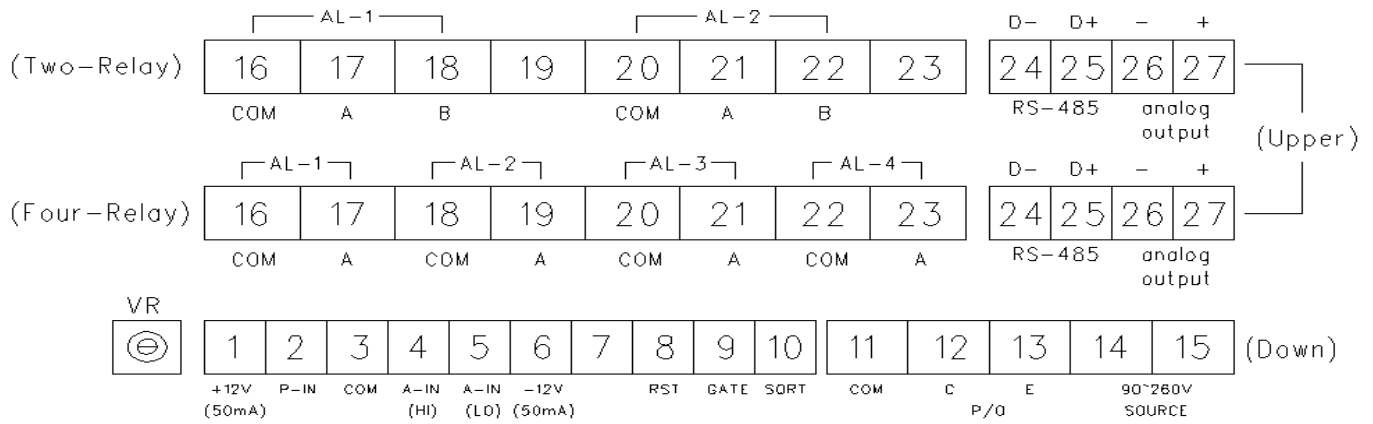 AL-1 AL-2 D- D+ - +
(Two-Relay) 16 17 18 19 20 21 22 23 24 25 26 27
COM A B COM A B RS-485 analog
output
(Upper)
AL-1 AL-2 AL-3 AL-4 D- D+ - +
(Four-Relay) 16 17 18 19 20 21 22 23 24 25 26 27
COM A COM A COM A COM A RS-485 analog
output
VR
1 2 3 4 5 6 7 8 9 10 11 12 13 14 15 (Down)
+12V P-IN COM A-IN A-IN -12V RST GATE SQRT COM C E 90~260V
(50mA) (HI) (LO) (50mA) P/O SOURCE